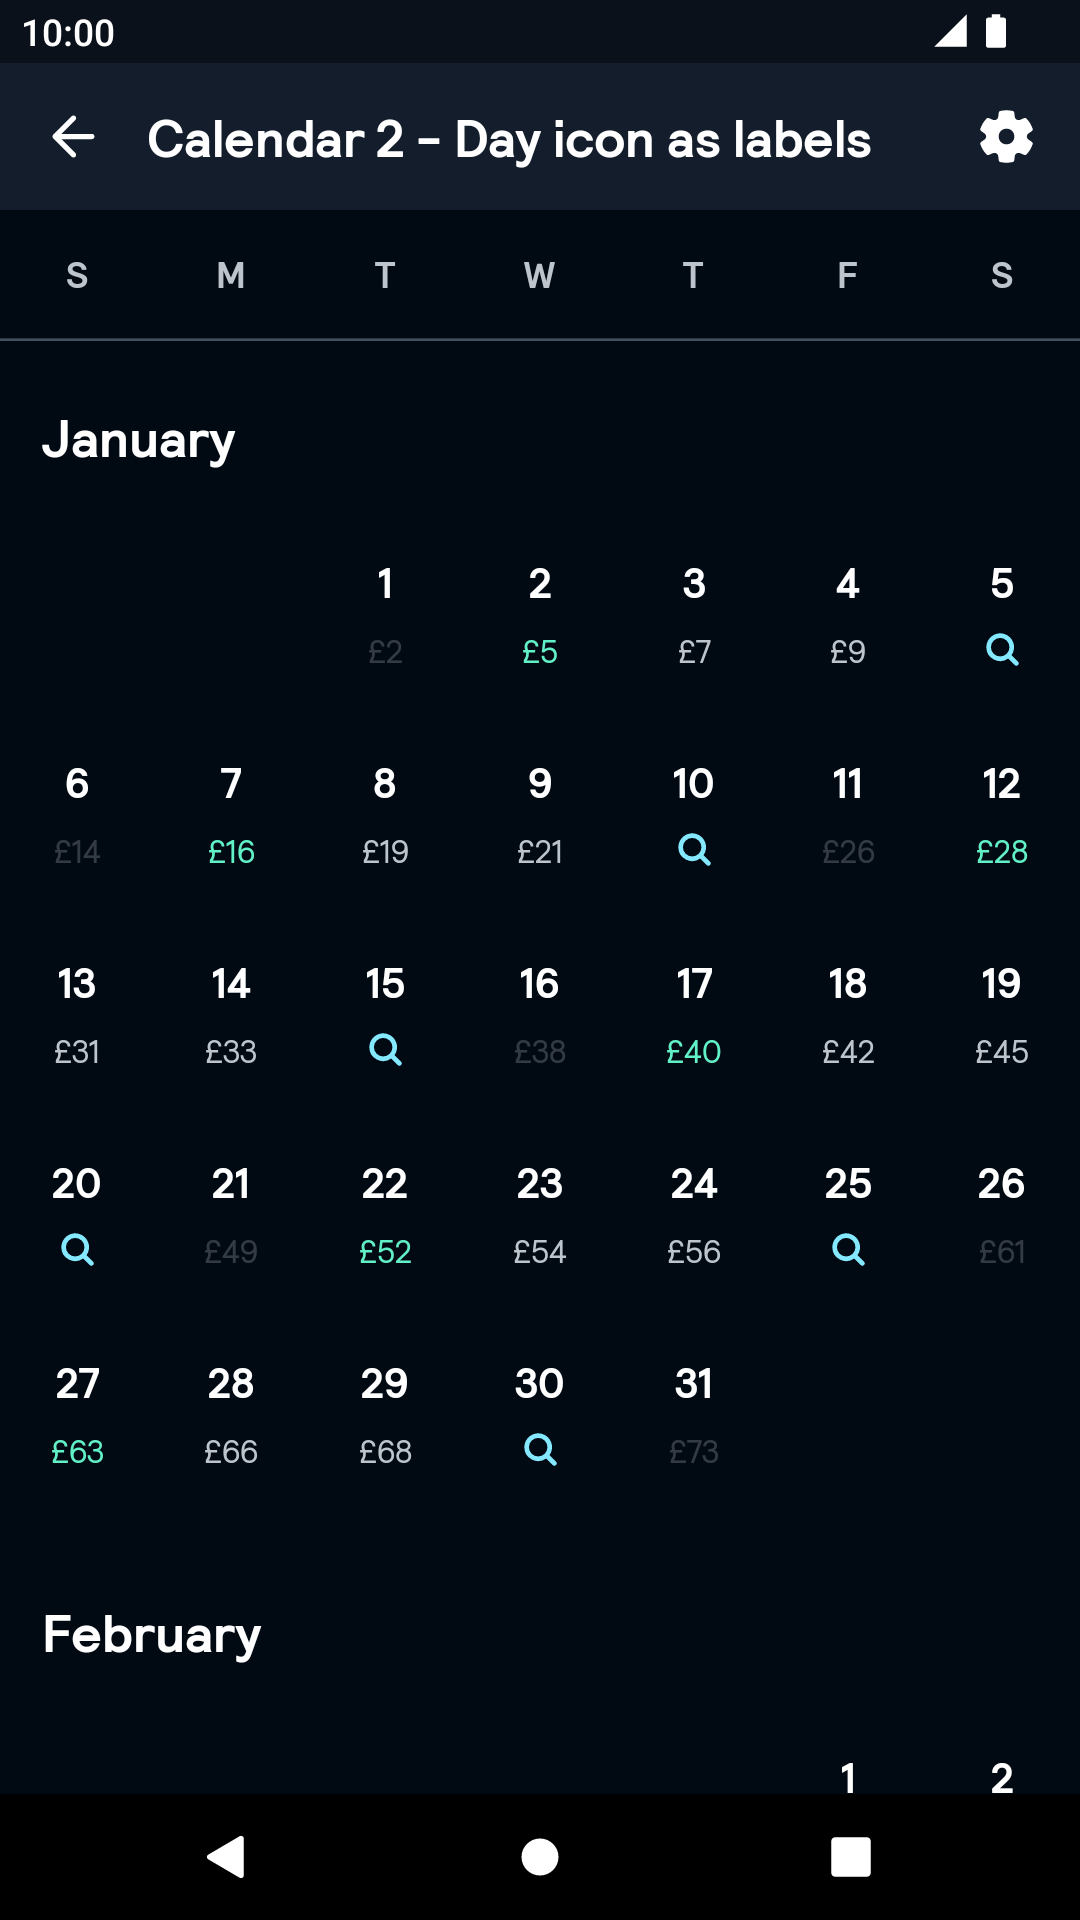 10:00
Calendar 2 – Day icon as labels
S M T W T F S
January
1 2 3 4 5
£2 £5 £7 £9
6 7 8 9 10 11 12
£14 £16 £19 £21 £26 £28
13 14 15 16 17 18 19
£31 £33 £38 £40 £42 £45
20 21 22 23 24 25 26
£49 £52 £54 £56 £61
27 28 29 30 31
£63 £66 £68 £73
February
1 2